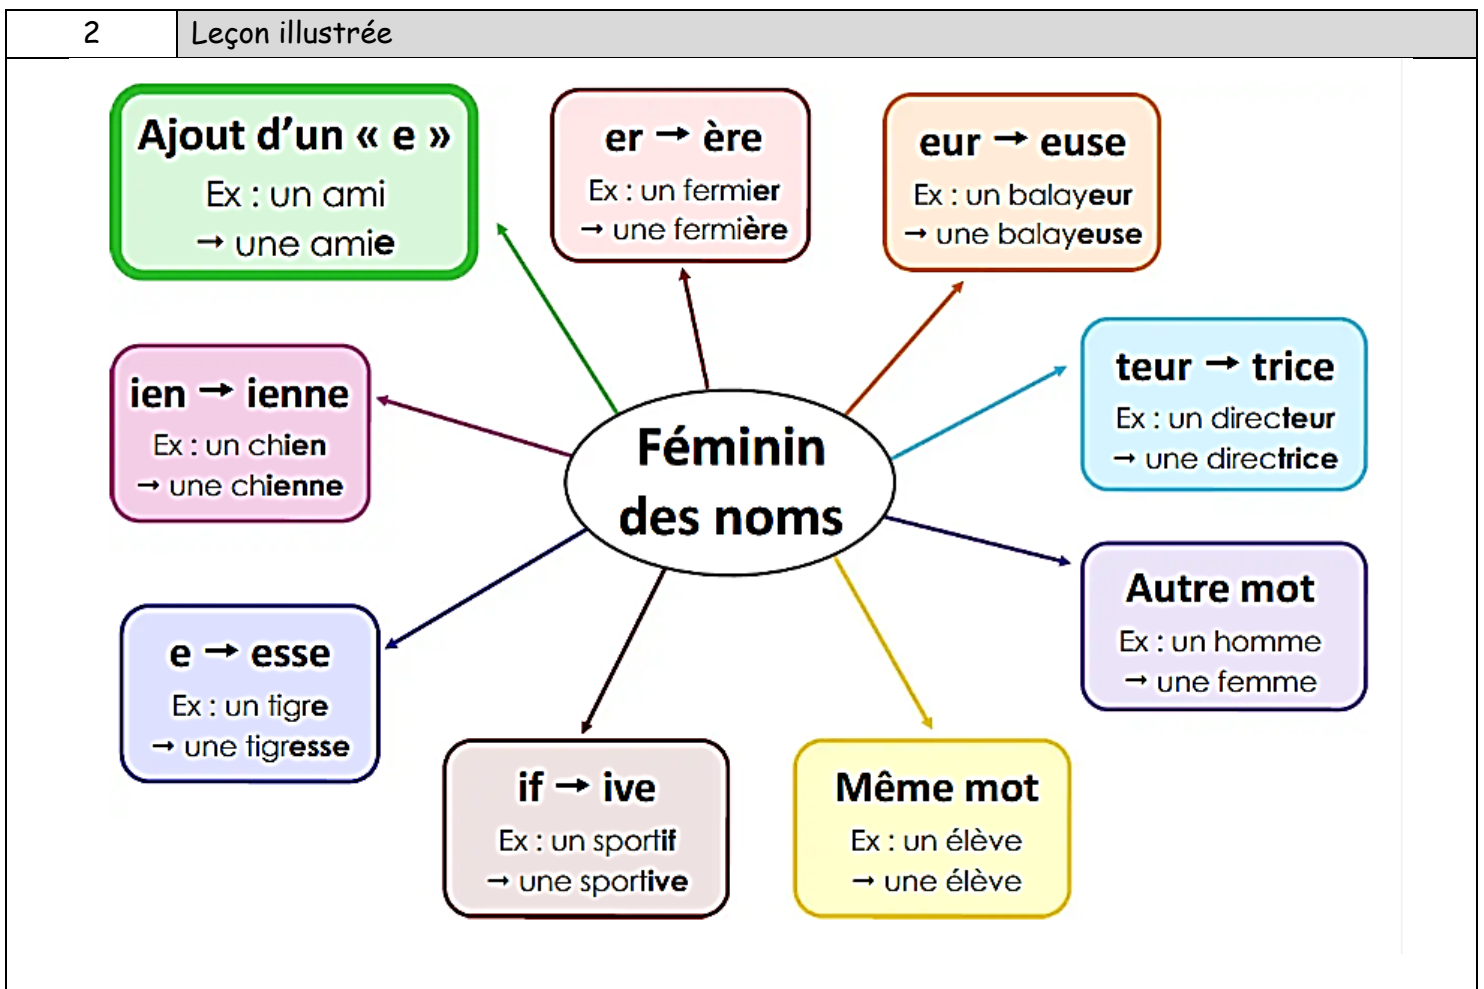 2
Leçon illustrée
Ajout d’un « e »
Ex : un ami
→ une amie
er → ère
Ex : un fermier
→ une fermière
eur → euse
Ex : un balayeur
→ une balayeuse
ien → ienne
Ex : un chien
→ une chienne
teur → trice
Ex : un directeur
→ une directrice
Féminin
des noms
e → esse
Ex : un tigre
→ une tigresse
Autre mot
Ex : un homme
→ une femme
if → ive
Ex : un sportif
→ une sportive
Même mot
Ex : un élève
→ une élève